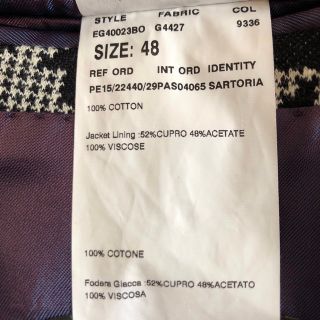 STYLE FABRIC COL
EG40023BO G4427 9336
SIZE: 48
REF ORD INT ORD IDENTITY
PE15/22440/29PAS04065 SARTORIA
100% COTTON
Jacket Lining :52%CUPRO 48%ACETATE
100% VISCOSE
100% COTONE
Fodera Giacca :52%CUPRO 48%ACETATO
100% VISCOSA